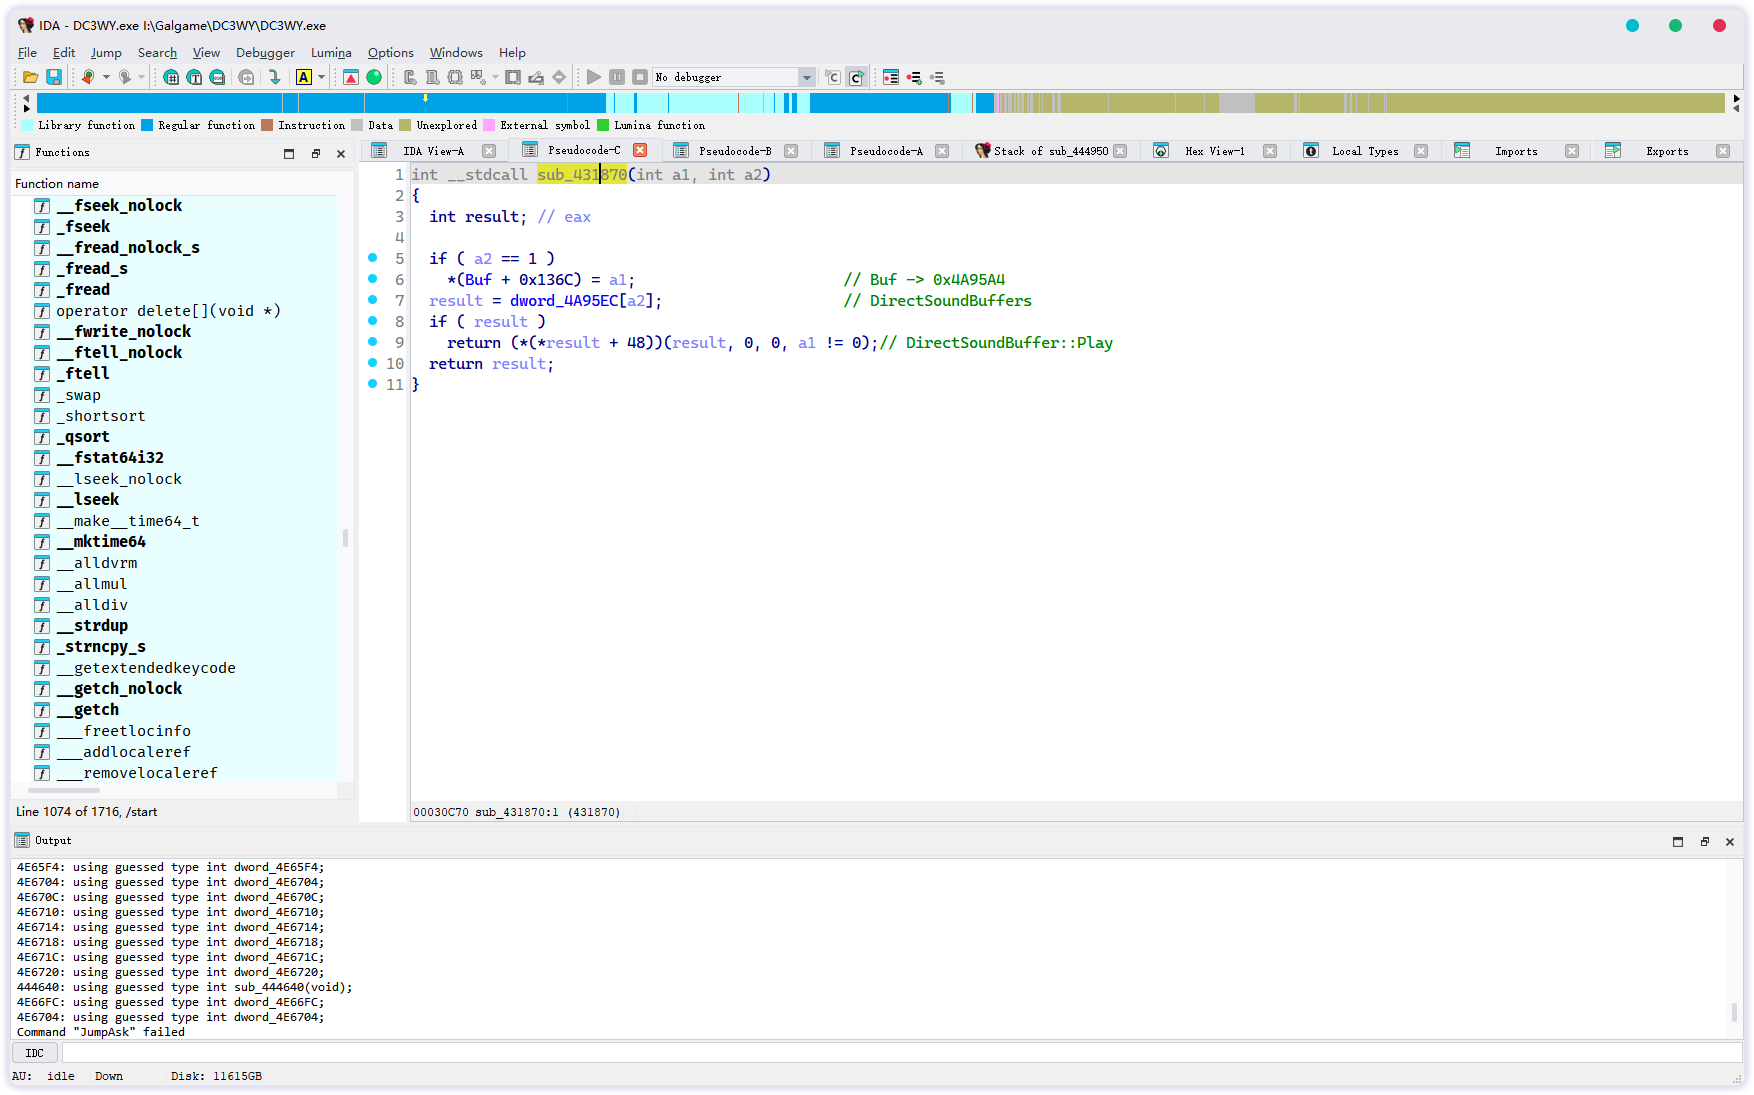 IDA - DC3WY.exe I:\Galgame\DC3WY\DC3WY.exe
File Edit Jump Search View Debugger Lumina Options Windows Help
No debugger
Library function Regular function Instruction Data Unexplored External symbol Lumina function
Functions
IDA View-A Pseudocode-C Pseudocode-B Pseudocode-A Stack of sub_444950 Hex View-1 Local Types Imports Exports
Function name
__fseek_nolock
_fseek
__fread_nolock_s
_fread_s
_fread
operator delete[](void *)
__fwrite_nolock
__ftell_nolock
_ftell
_swap
_shortsort
_qsort
__fstat64i32
__lseek_nolock
__lseek
__make__time64_t
__mktime64
__alldvrm
__allmul
__alldiv
__strdup
_strncpy_s
__getextendedkeycode
__getch_nolock
__getch
___freetlocinfo
___addlocaleref
___removelocaleref
Line 1074 of 1716, /start
1 int __stdcall sub_431870(int a1, int a2)
2 {
3 int result; // eax
4
5 if ( a2 == 1 )
6 *(Buf + 0x136C) = a1; // Buf -> 0x4A95A4
7 result = dword_4A95EC[a2]; // DirectSoundBuffers
8 if ( result )
9 return (*(*result + 48))(result, 0, 0, a1 != 0);// DirectSoundBuffer::Play
10 return result;
11 }
00030C70 sub_431870:1 (431870)
Output
4E65F4: using guessed type int dword_4E65F4;
4E6704: using guessed type int dword_4E6704;
4E670C: using guessed type int dword_4E670C;
4E6710: using guessed type int dword_4E6710;
4E6714: using guessed type int dword_4E6714;
4E6718: using guessed type int dword_4E6718;
4E671C: using guessed type int dword_4E671C;
4E6720: using guessed type int dword_4E6720;
444640: using guessed type int sub_444640(void);
4E66FC: using guessed type int dword_4E66FC;
4E6704: using guessed type int dword_4E6704;
Command "JumpAsk" failed
IDC
AU: idle Down Disk: 11615GB